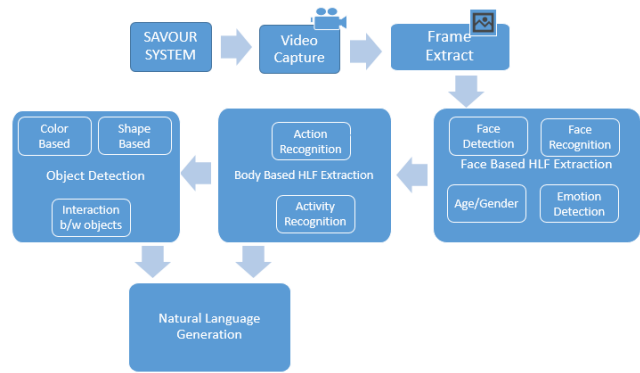 SAVOUR
SYSTEM
Video
Capture
Frame
Extract
Face
Detection
Face
Recognition
Face Based HLF Extraction
Age/Gender
Emotion
Detection
Action
Recognition
Body Based HLF Extraction
Activity
Recognition
Color
Based
Shape
Based
Object Detection
Interaction
b/w objects
Natural Language
Generation